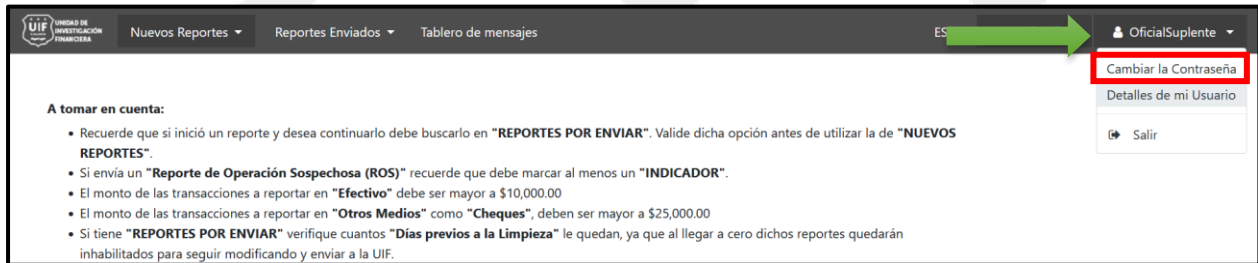 UIF UNIDAD DE
INVESTIGACIÓN
FINANCIERA
Nuevos Reportes
Reportes Enviados
Tablero de mensajes
ES
OficialSuplente
Cambiar la Contraseña
Detalles de mi Usuario
Salir
A tomar en cuenta:
• Recuerde que si inició un reporte y desea continuarlo debe buscarlo en "REPORTES POR ENVIAR". Valide dicha opción antes de utilizar la de "NUEVOS
REPORTES".
• Si envía un "Reporte de Operación Sospechosa (ROS)" recuerde que debe marcar al menos un "INDICADOR".
• El monto de las transacciones a reportar en "Efectivo" debe ser mayor a $10,000.00
• El monto de las transacciones a reportar en "Otros Medios" como "Cheques", deben ser mayor a $25,000.00
• Si tiene "REPORTES POR ENVIAR" verifique cuantos "Días previos a la Limpieza" le quedan, ya que al llegar a cero dichos reportes quedarán
inhabilitados para seguir modificando y enviar a la UIF.